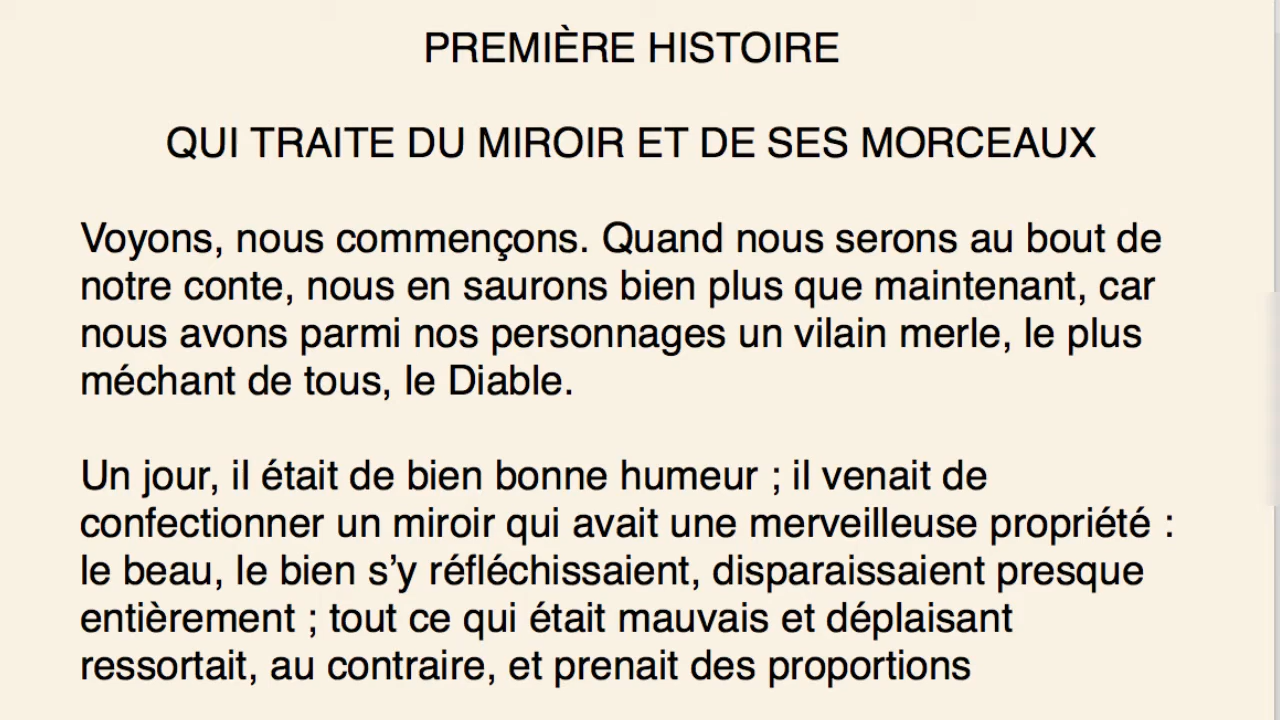 PREMIÈRE HISTOIRE
QUI TRAITE DU MIROIR ET DE SES MORCEAUX
Voyons, nous commençons. Quand nous serons au bout de
notre conte, nous en saurons bien plus que maintenant, car
nous avons parmi nos personnages un vilain merle, le plus
méchant de tous, le Diable.
Un jour, il était de bien bonne humeur ; il venait de
confectionner un miroir qui avait une merveilleuse propriété :
le beau, le bien s’y réfléchissaient, disparaissaient presque
entièrement ; tout ce qui était mauvais et déplaisant
ressortait, au contraire, et prenait des proportions